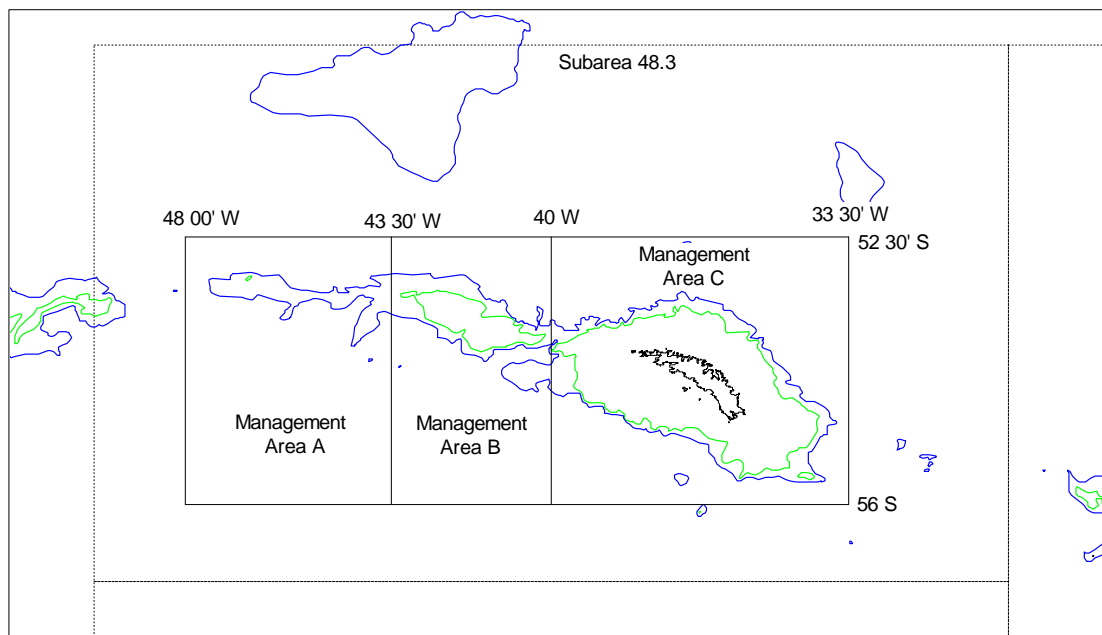 Subarea 48.3
48 00' W
43 30' W
40 W
33 30' W
52 30' S
Management
Area C
Management
Area A
Management
Area B
56 S